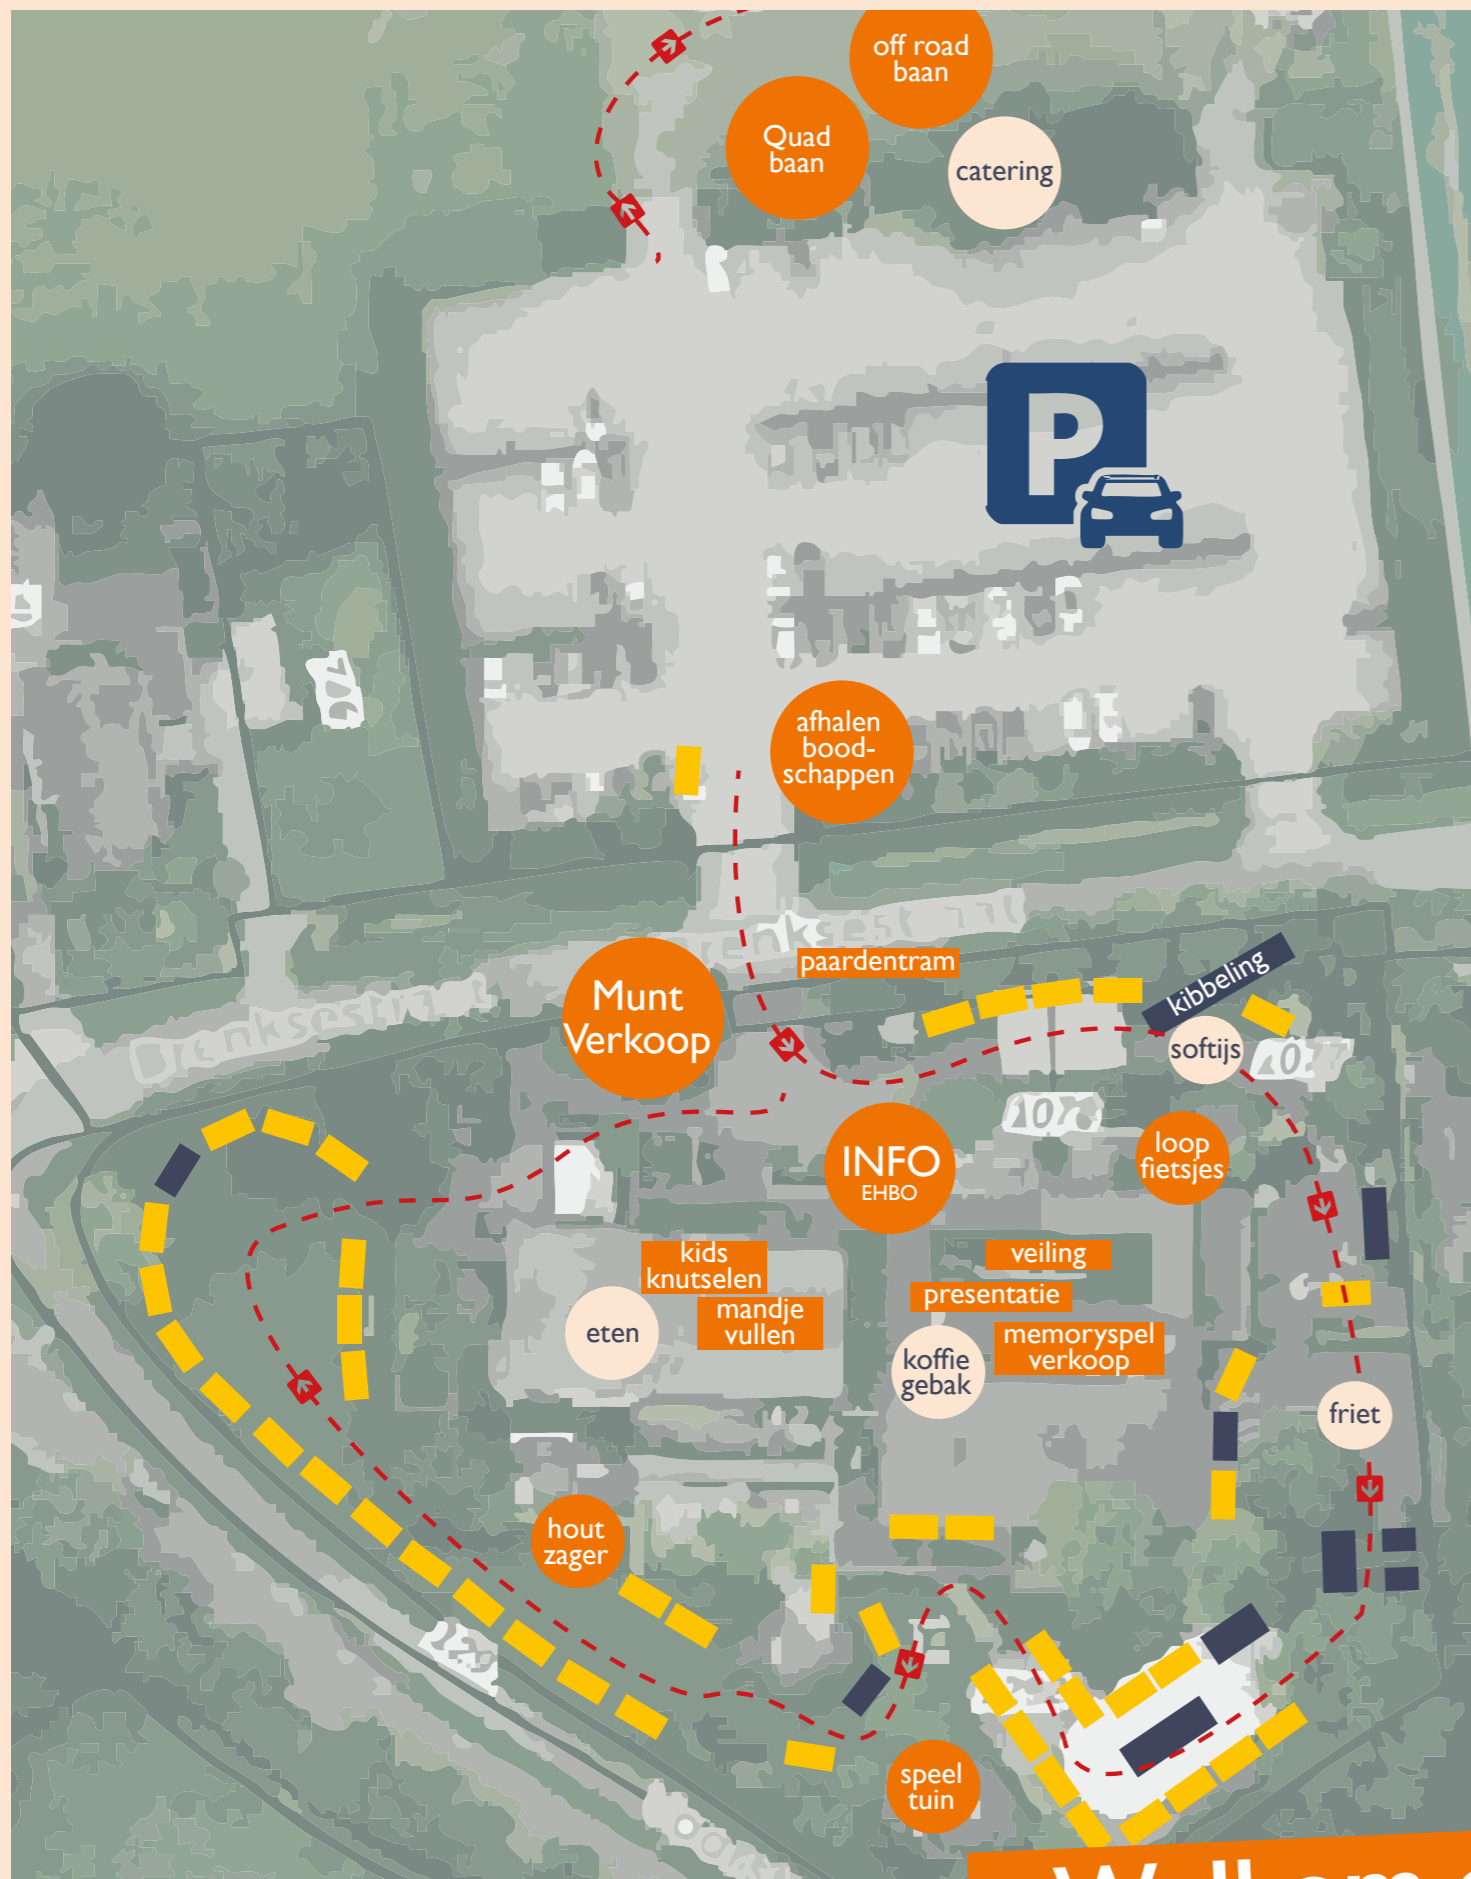 off road
baan
Quad
baan
catering
P
afhalen
bood-
schappen
paardentram
Munt
Verkoop
Drenksestraat
kibbeling
softijs
INFO
EHBO
loop
fietsjes
kids
knutselen
mandje
vullen
eten
veiling
presentatie
memoryspel
verkoop
koffie
gebak
friet
hout
zager
speel
tuin